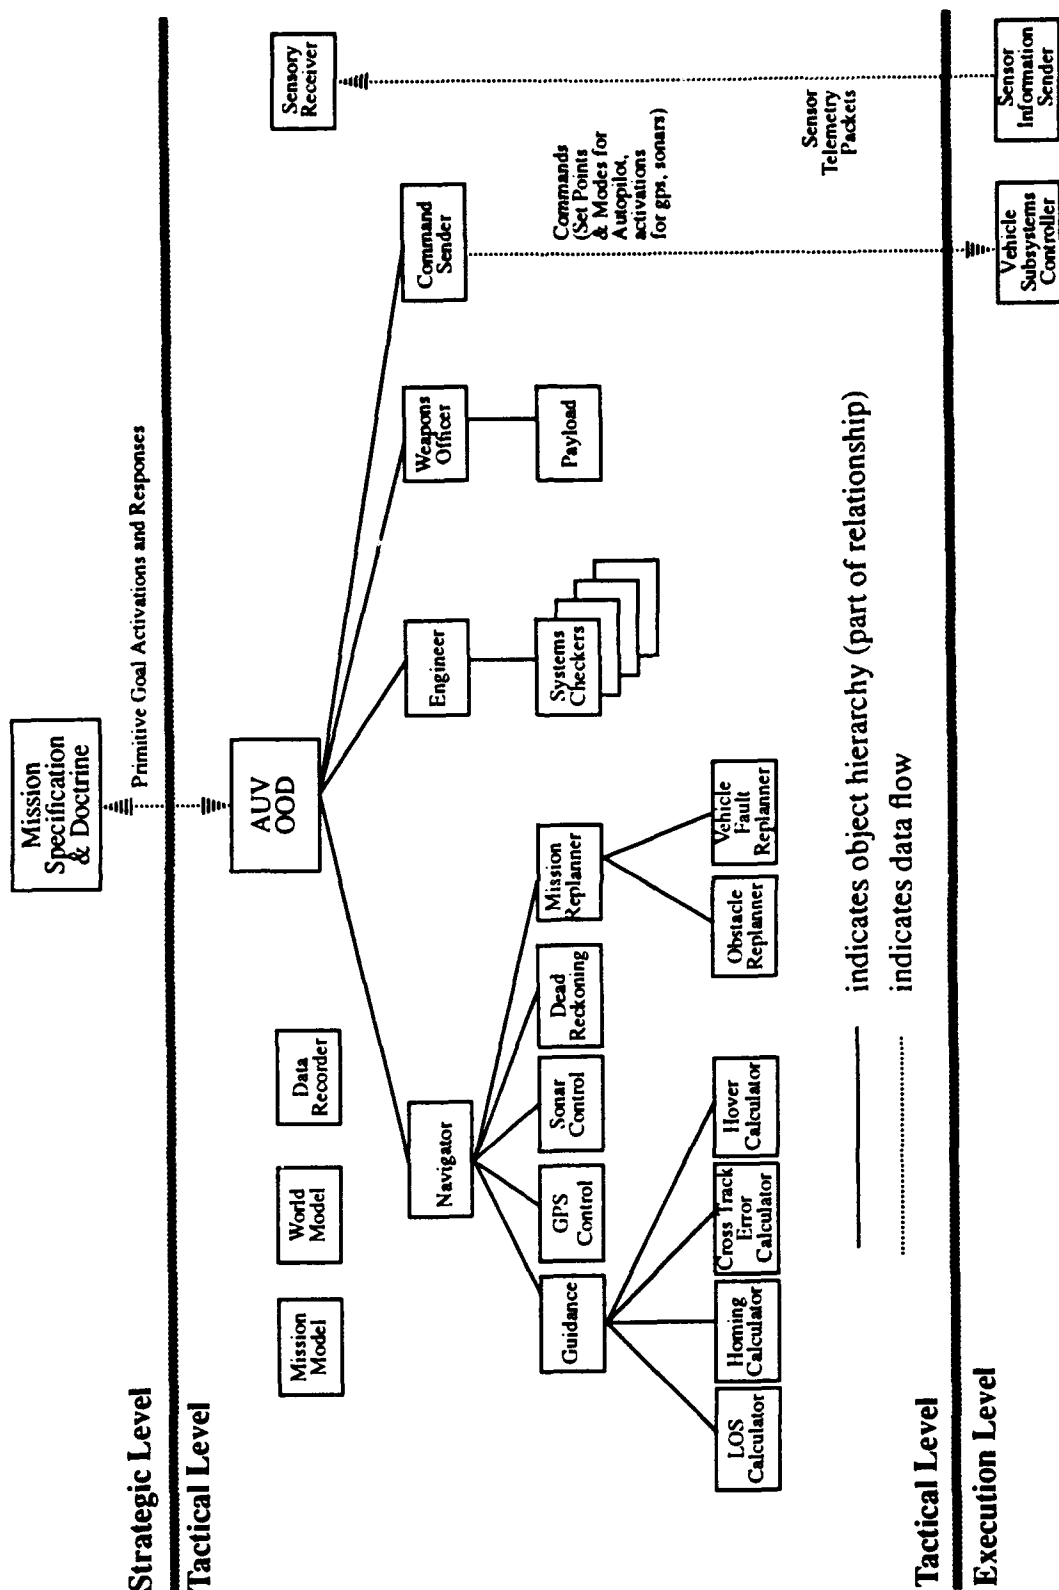 Strategic Level
Mission
Specification
& Doctrine
Primitive Goal Activations and Responses
Tactical Level
Mission
Model
World
Model
Data
Recorder
AUV
OOD
Sensory
Receiver
Navigator
Engineer
Weapons
Officer
Command
Sender
Guidance
GPS
Control
Sonar
Control
Dead
Reckoning
Mission
Replanner
Systems
Checkers
Payload
Commands
(Set Points
& Modes for
Autopilot,
activations
for gps, sonars)
LOS
Calculator
Homing
Calculator
Cross Track
Error
Calculator
Hover
Calculator
Obstacle
Replanner
Vehicle
Fault
Replanner
Sensor
Telemetry
Packets
indicates object hierarchy (part of relationship)
indicates data flow
Tactical Level
Execution Level
Vehicle
Subsystems
Controller
Sensor
Information
Sender